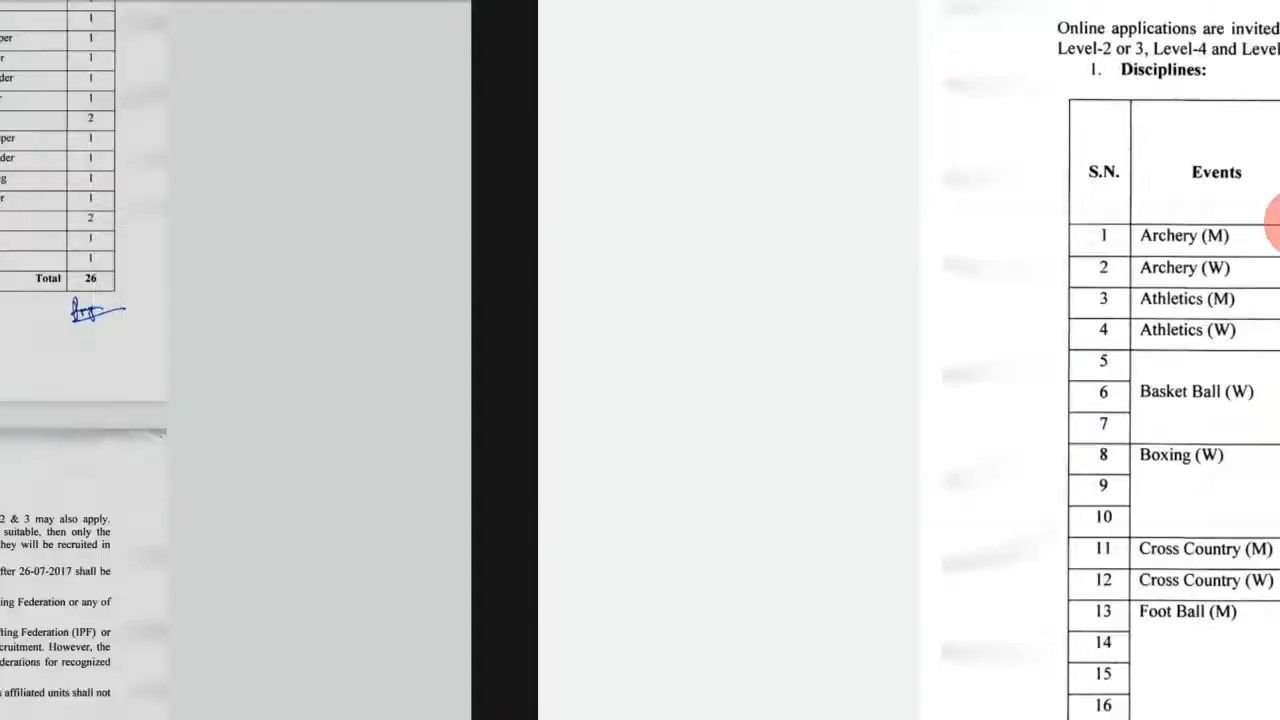 1
1
per 1
r 1
der 1
r 1
2
per 1
der 1
g 1
r 1
2
1
1
Total 26
2 & 3 may also apply.
suitable, then only the
hey will be recruited in
fter 26-07-2017 shall be
ing Federation or any of
fting Federation (IPF) or
cruitment. However, the
derations for recognized
s affiliated units shall not
Online applications are invited
Level-2 or 3, Level-4 and Level
1. Disciplines:
S.N. Events
1 Archery (M)
2 Archery (W)
3 Athletics (M)
4 Athletics (W)
5
6 Basket Ball (W)
7
8 Boxing (W)
9
10
11 Cross Country (M)
12 Cross Country (W)
13 Foot Ball (M)
14
15
16